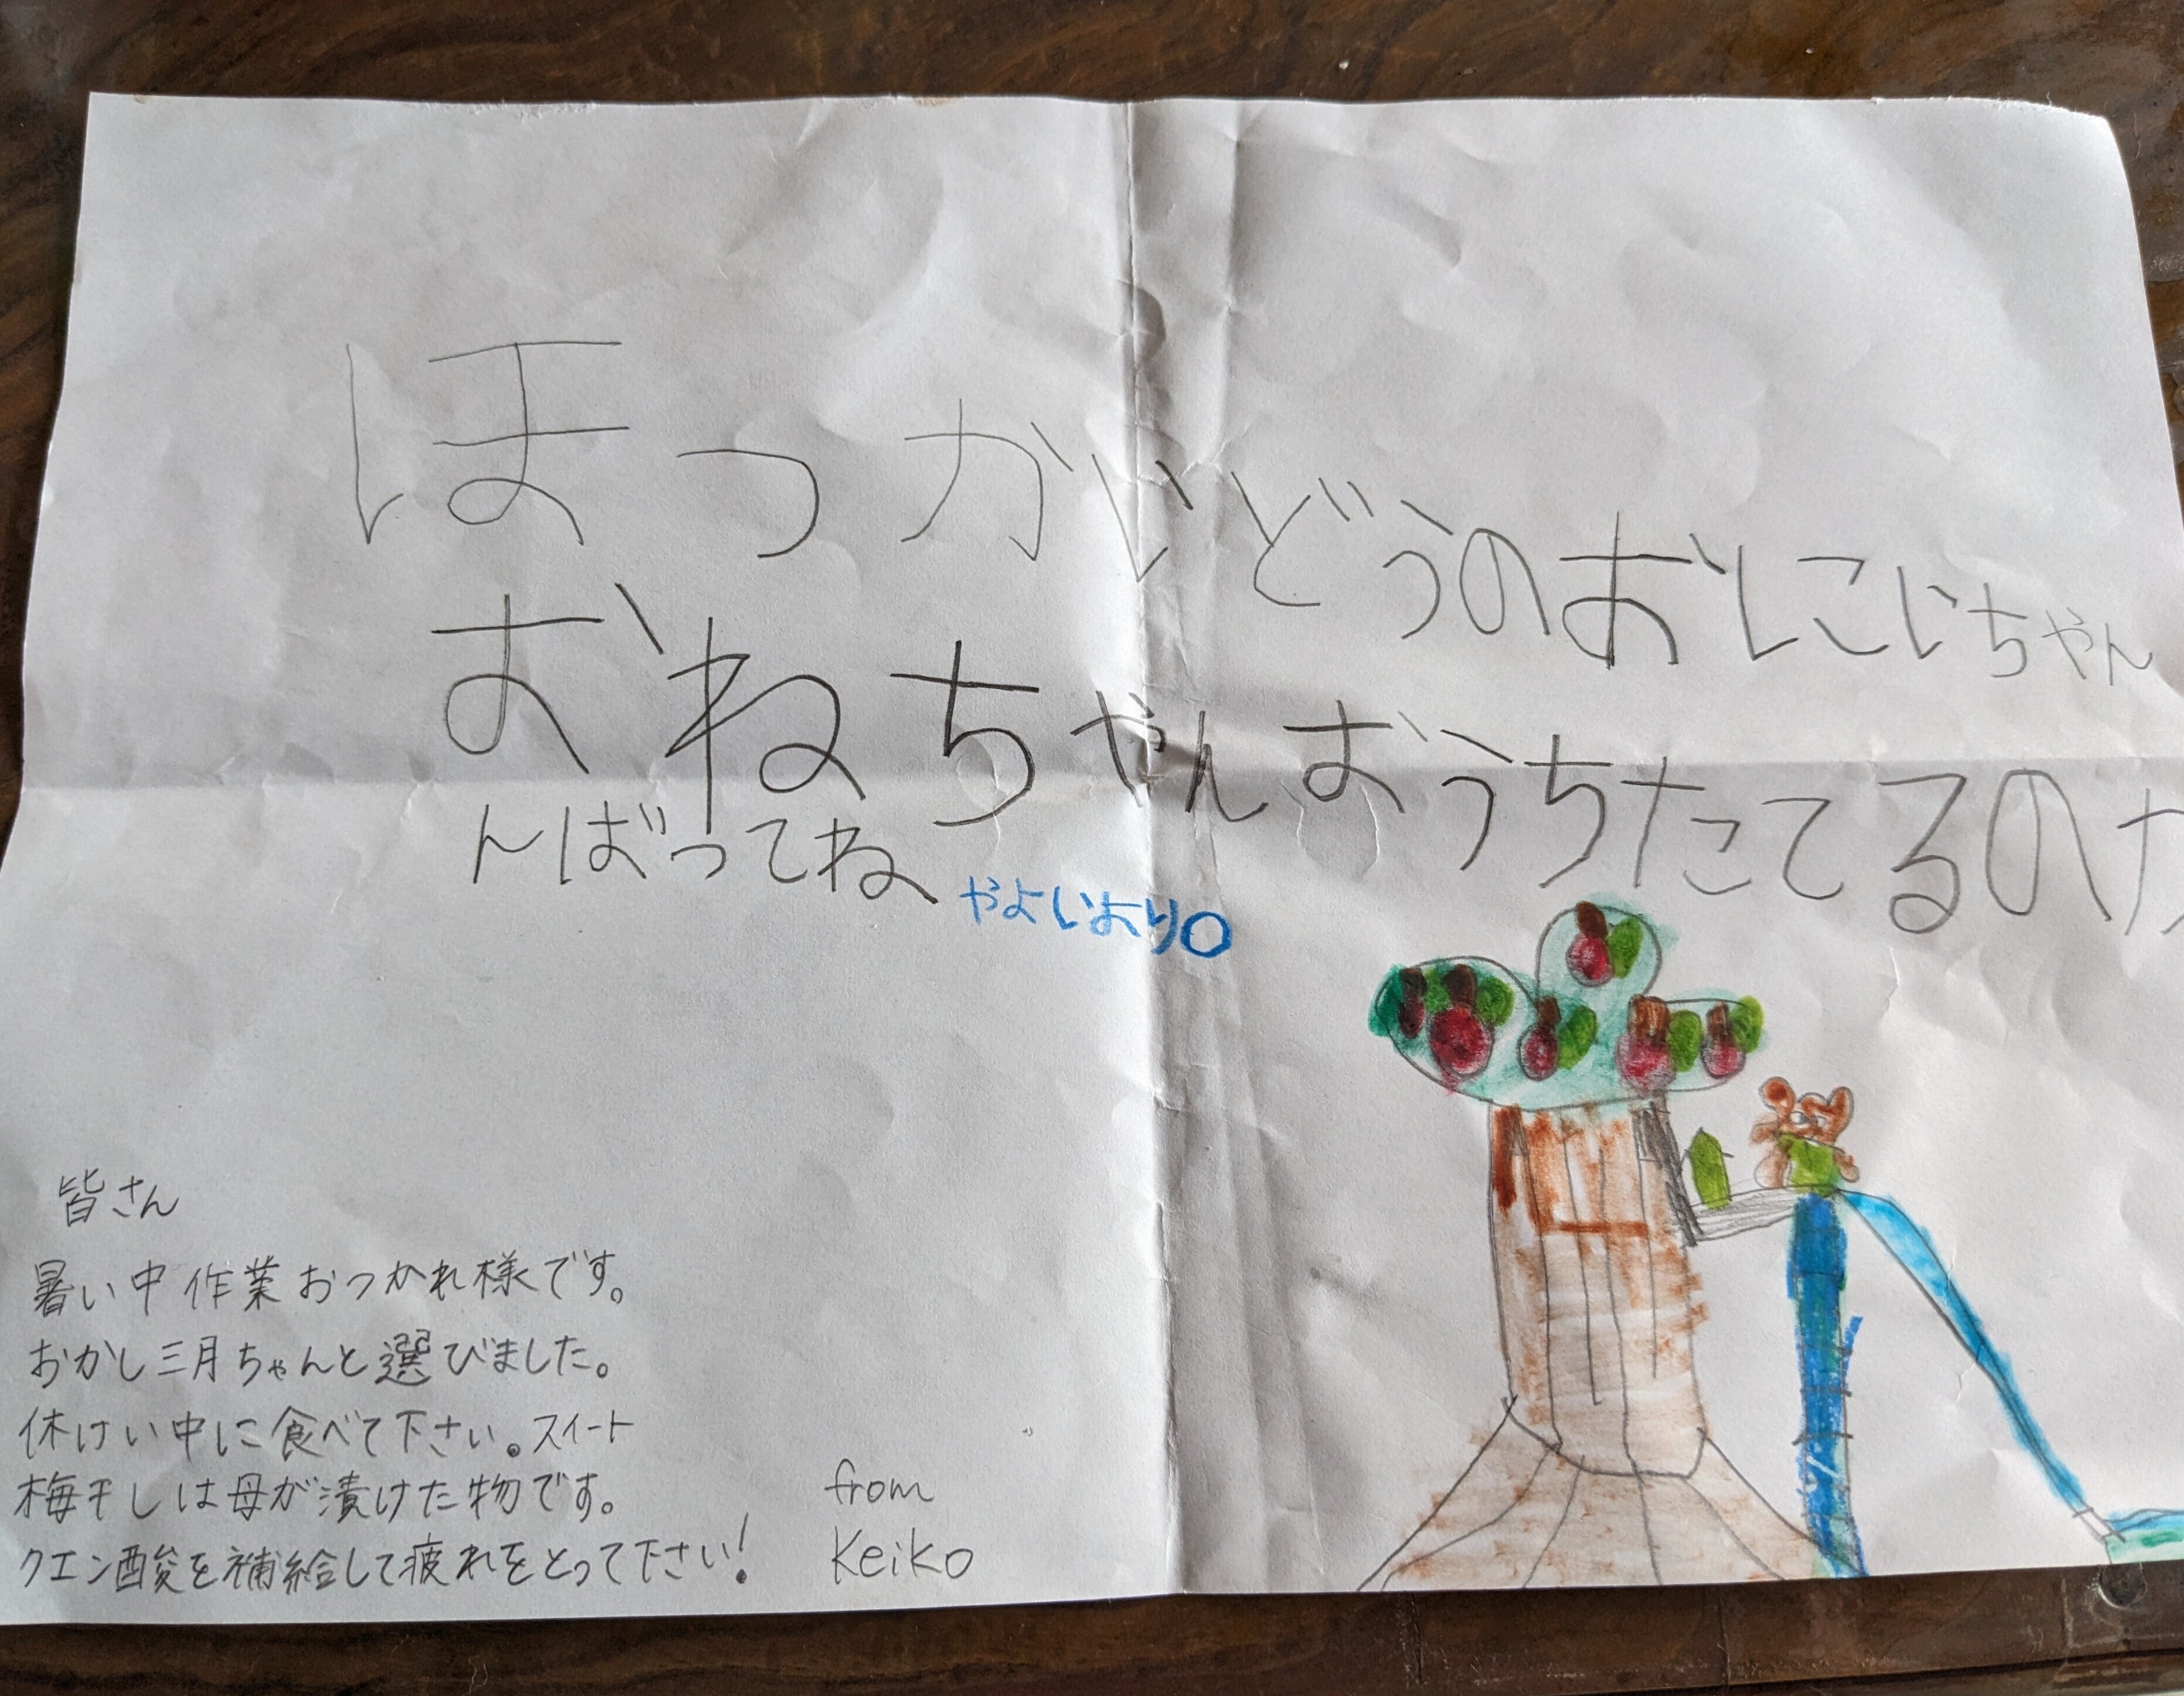 ほっかいどうのおにいちゃん
おねちゃんおうちたてるのが
んばってね
やよいより○
皆さん
暑い中作業おつかれ様です。
おかし三月ちゃんと選びました。
休けい中に食べて下さい。スイート
梅干しは母が漬けた物です。
クエン酸を補給して疲れをとって下さい!
from
Keiko